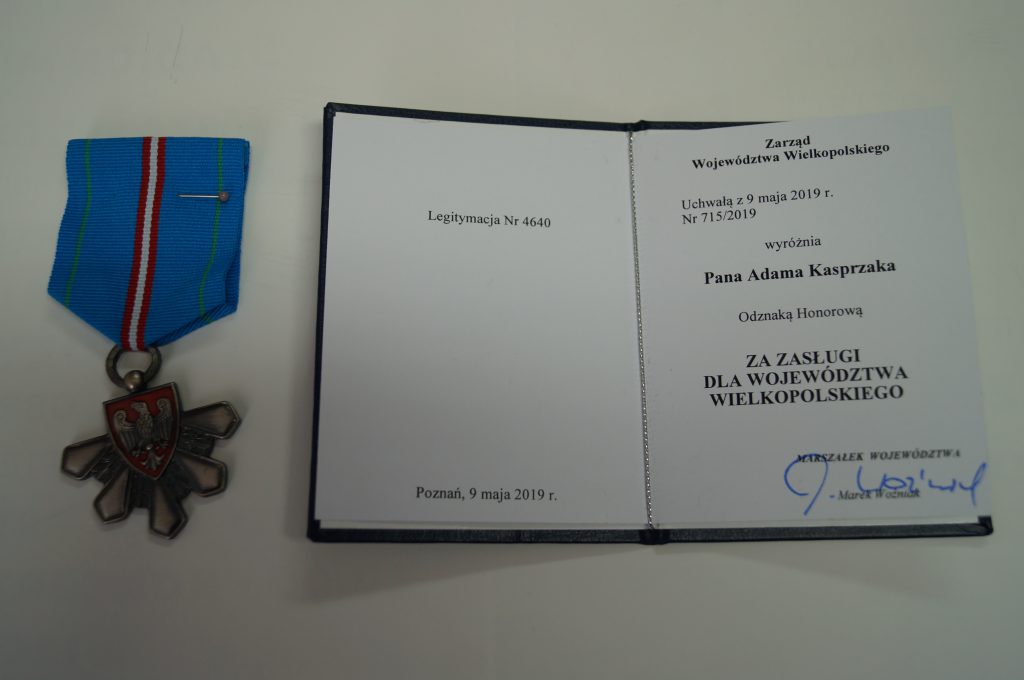 Legitymacja Nr 4640
Poznań, 9 maja 2019 r.
Zarząd
Województwa Wielkopolskiego
Uchwałą z 9 maja 2019 r.
Nr 715/2019
wyróżnia
Pana Adama Kasprzaka
Odznaką Honorową
ZA ZASŁUGI
DLA WOJEWÓDZTWA
WIELKOPOLSKIEGO
MARSZAŁEK WOJEWÓDZTWA
Marek Woźniak